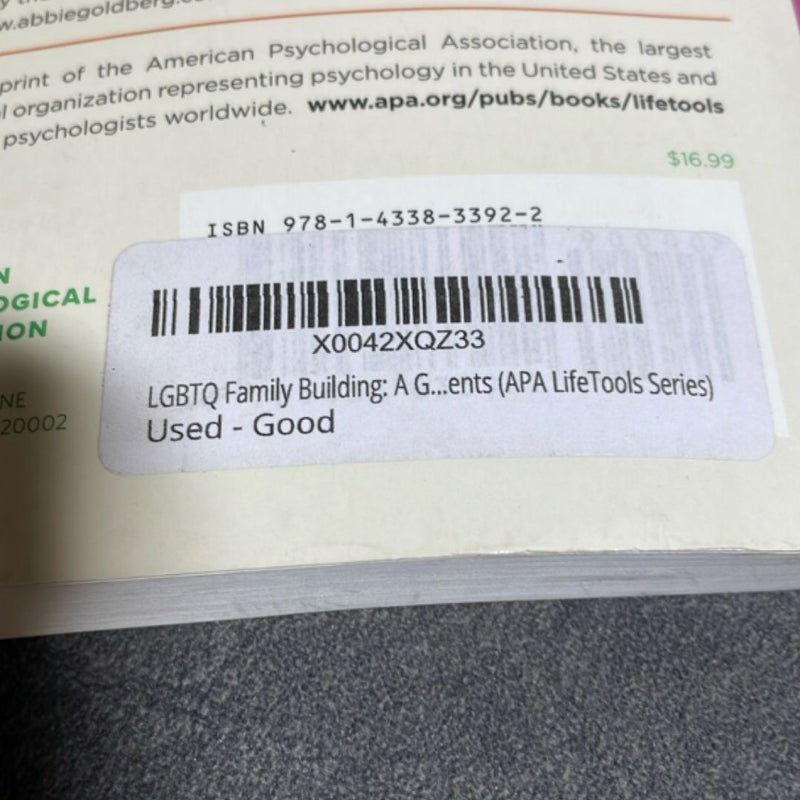 w.abbiegoldberg.co
print of the American Psychological Association, the largest
l organization representing psychology in the United States and
psychologists worldwide. www.apa.org/pubs/books/lifetools
$16.99
ISBN 978-1-4338-3392-2
N
OGICAL
ION
NE
20002
X0042XQZ33
LGBTQ Family Building: A G...ents (APA LifeTools Series)
Used - Good